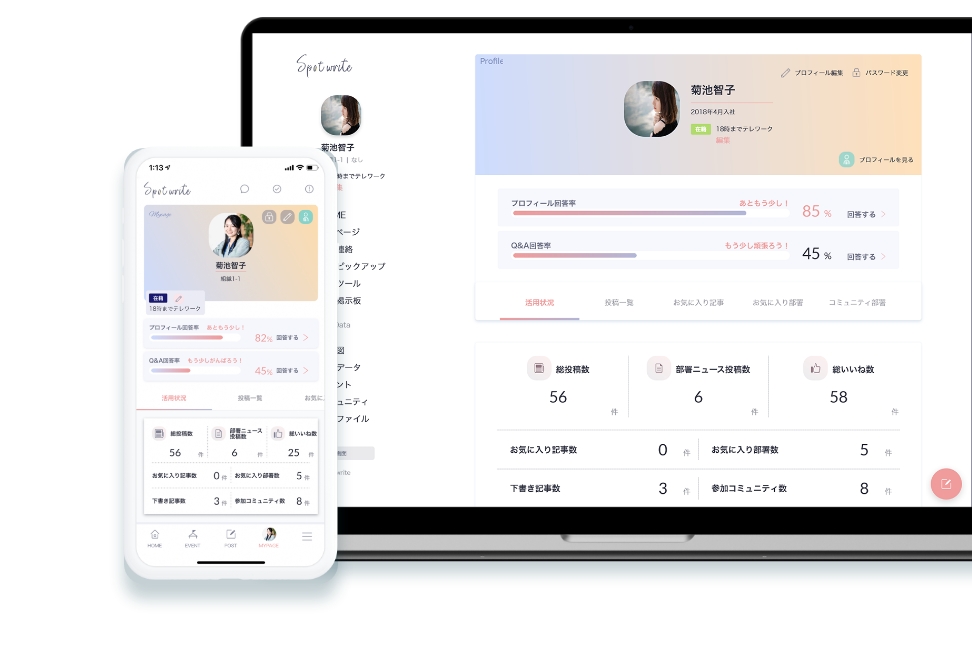 Spot write
菊池智子
なし
時までテレワーク
ページ
連絡
ピックアップ
ツール
掲示板
Data
データ
ント
ュニティ
ファイル
Profile
プロフィール編集
パスワード変更
菊池智子
2018年4月入社
在籍 18時までテレワーク
編集
プロフィールを見る
プロフィール回答率 あともう少し！ 85 % 回答する
Q&A回答率 もう少し頑張ろう！ 45 % 回答する
活用状況 投稿一覧 お気に入り記事 お気に入り部署 コミュニティ部署
総投稿数 部署ニュース投稿数 総いいね数
56 件 6 件 58 件
お気に入り記事数 0 件 お気に入り部署数 5 件
下書き記事数 3 件 参加コミュニティ数 8 件
1:13
Spot write
Mypage
菊池智子
組織1-1
在籍
18時までテレワーク
プロフィール回答率 あともう少し！
82% 回答する
Q&A回答率 もう少しがんばろう！
45% 回答する
活用状況 投稿一覧 お気に
総投稿数 部署ニュース投稿数 総いいね数
56 件 6 件 25 件
お気に入り記事数 0 件 お気に入り部署数 5 件
下書き記事数 3 件 参加コミュニティ数 8 件
HOME EVENT POST MYPAGE